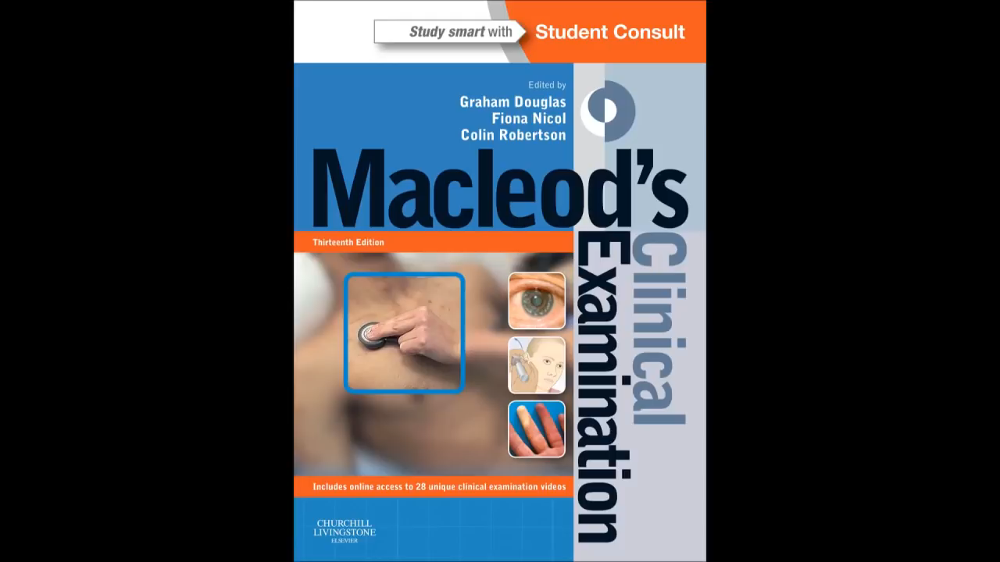 Study smart with Student Consult
Edited by
Graham Douglas
Fiona Nicol
Colin Robertson
Macleod's
Clinical
Examination
Thirteenth Edition
Includes online access to 28 unique clinical examination videos
CHURCHILL
LIVINGSTONE
ELSEVIER